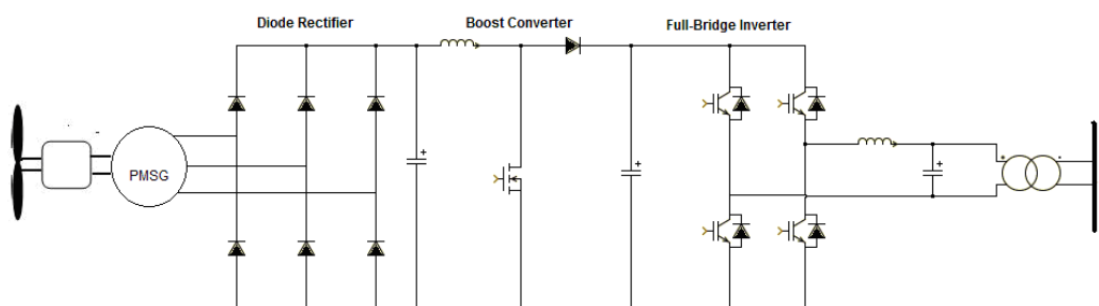 Diode Rectifier
Boost Converter
Full-Bridge Inverter
PMSG